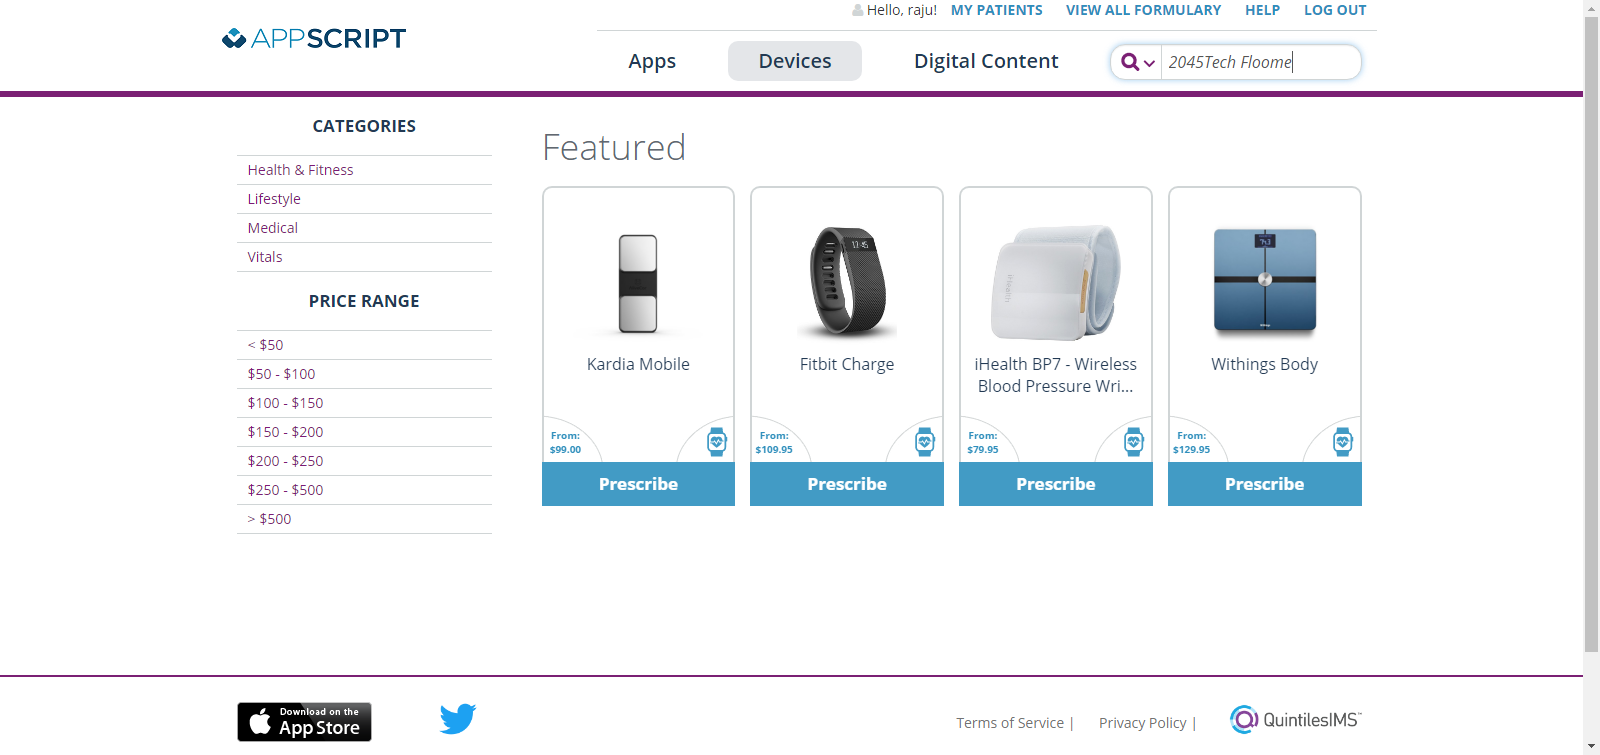 Hello, raju! MY PATIENTS VIEW ALL FORMULARY HELP LOG OUT
APPSCRIPT
Apps Devices Digital Content 2045Tech Floome
CATEGORIES
Health & Fitness
Lifestyle
Medical
Vitals
PRICE RANGE
< $50
$50 - $100
$100 - $150
$150 - $200
$200 - $250
$250 - $500
> $500
Featured
Kardia Mobile
From:
$99.00
Prescribe
12:45
Fitbit Charge
From:
$109.95
Prescribe
iHealth
iHealth BP7 - Wireless
Blood Pressure Wri...
From:
$79.95
Prescribe
Withings Body
From:
$129.95
Prescribe
Download on the
App Store
Terms of Service |
Privacy Policy |
QuintilesIMS™